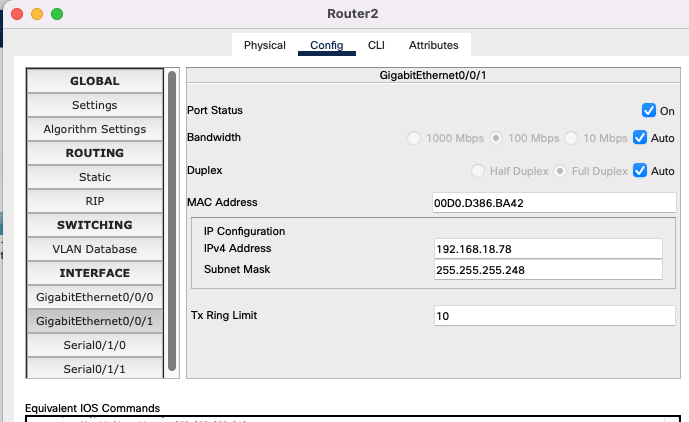 Router2
Physical Config CLI Attributes
GLOBAL
Settings
Algorithm Settings
ROUTING
Static
RIP
SWITCHING
VLAN Database
INTERFACE
GigabitEthernet0/0/0
GigabitEthernet0/0/1
Serial0/1/0
Serial0/1/1
GigabitEthernet0/0/1
Port Status On
Bandwidth 1000 Mbps 100 Mbps 10 Mbps Auto
Duplex Half Duplex Full Duplex Auto
MAC Address 00D0.D386.BA42
IP Configuration
IPv4 Address 192.168.18.78
Subnet Mask 255.255.255.248
Tx Ring Limit 10
Equivalent IOS Commands